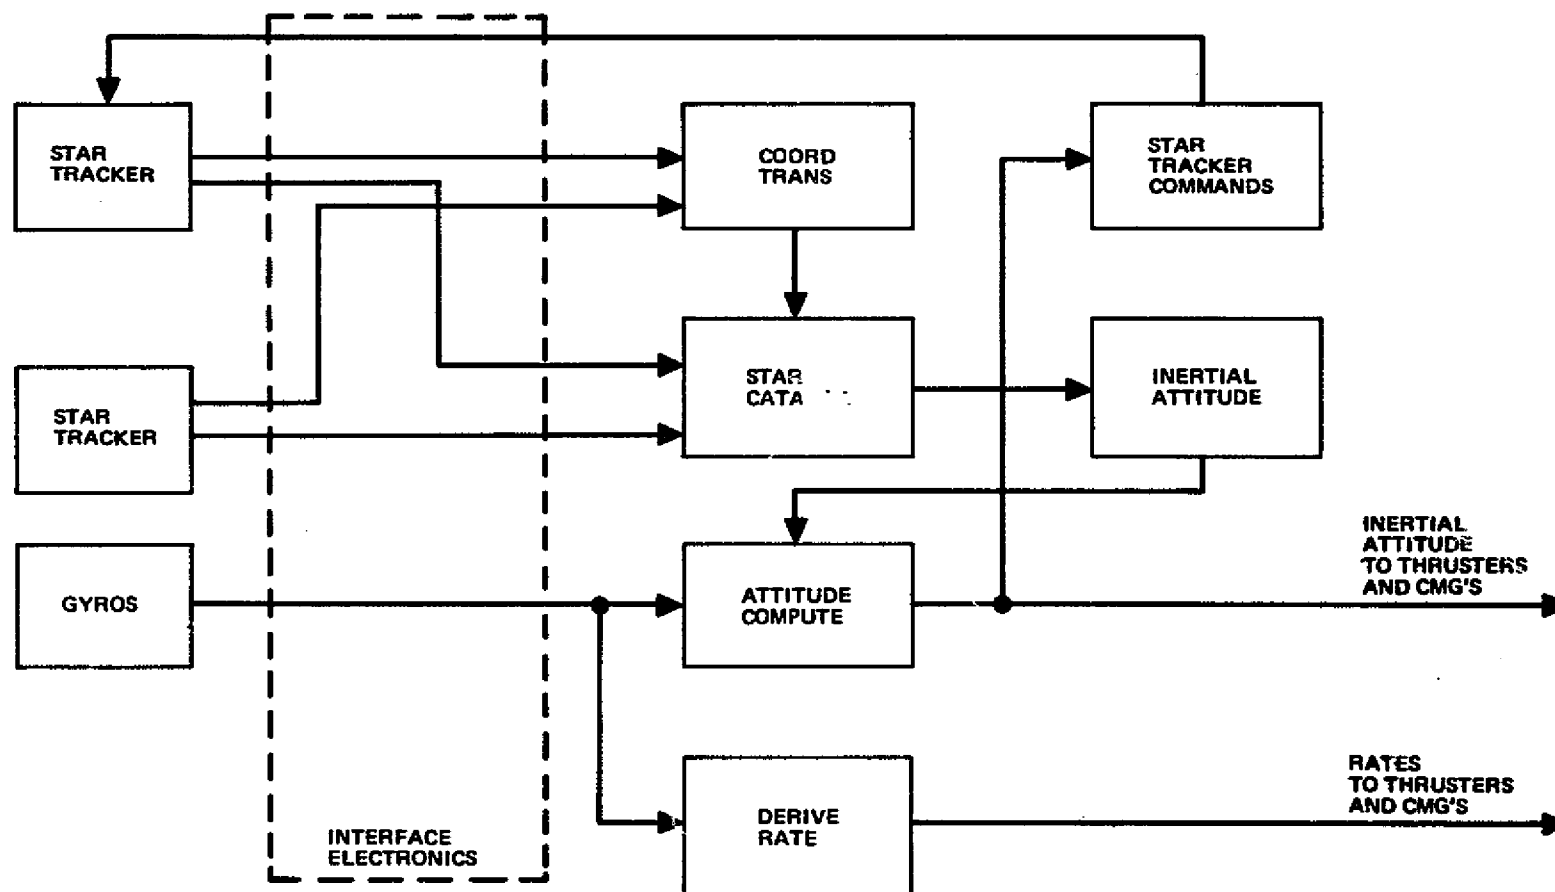 STAR
TRACKER
COORD
TRANS
STAR
TRACKER
COMMANDS
STAR
TRACKER
STAR
CATA
INERTIAL
ATTITUDE
GYROS
ATTITUDE
COMPUTE
INERTIAL
ATTITUDE
TO THRUSTERS
AND CMG'S
INTERFACE
ELECTRONICS
DERIVE
RATE
RATES
TO THRUSTERS
AND CMG'S